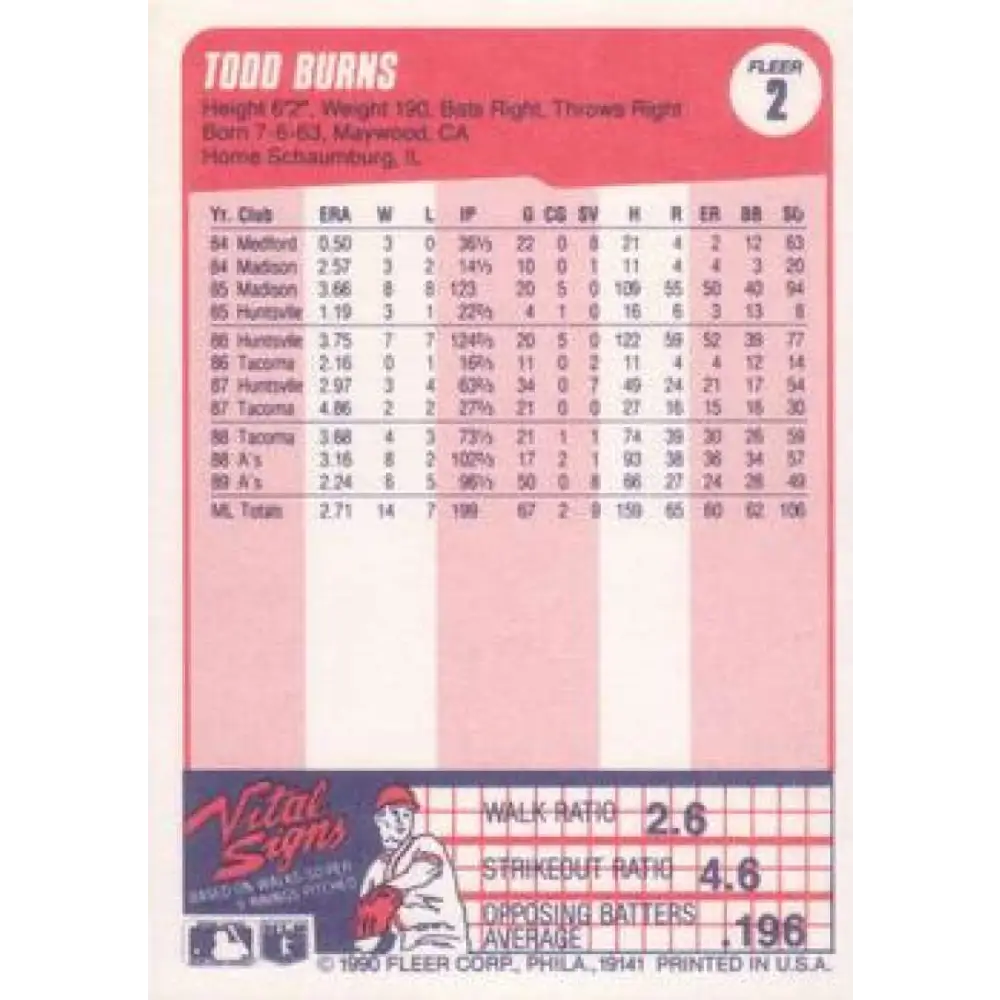 TODD BURNS
FLEER
2
Height 6'2", Weight 190, Bats Right, Throws Right
Born 7-6-63, Maywood, CA
Home Schaumburg, IL
Yr. Club ERA W L IP G CG SV H R ER BB SO
84 Medford 0.50 3 0 36⅓ 22 0 8 21 4 2 12 63
84 Madison 2.57 3 2 14⅓ 10 0 1 11 4 4 3 20
85 Madison 3.66 8 8 123 20 5 0 109 55 50 40 94
85 Huntsville 1.19 3 1 22⅔ 4 1 0 16 6 3 13 8
86 Huntsville 3.75 7 7 124⅔ 20 5 0 122 59 52 39 77
86 Tacoma 2.16 0 1 16⅔ 11 0 2 11 4 4 12 14
87 Huntsville 2.97 3 4 63⅔ 34 0 7 49 24 21 17 54
87 Tacoma 4.86 2 2 27⅔ 21 0 0 27 16 15 16 30
88 Tacoma 3.68 4 3 73⅓ 21 1 1 74 39 30 26 59
88 A's 3.16 8 2 102⅔ 17 2 1 93 38 36 34 57
89 A's 2.24 6 5 96⅓ 50 0 8 66 27 24 28 49
ML Totals 2.71 14 7 199 67 2 9 159 65 60 62 106
Vital
Signs
BASED ON WALKS, SO PER
9 INNINGS PITCHED
WALK RATIO 2.6
STRIKEOUT RATIO 4.6
OPPOSING BATTERS
AVERAGE .196
© 1990 FLEER CORP., PHILA., 19141 PRINTED IN U.S.A.